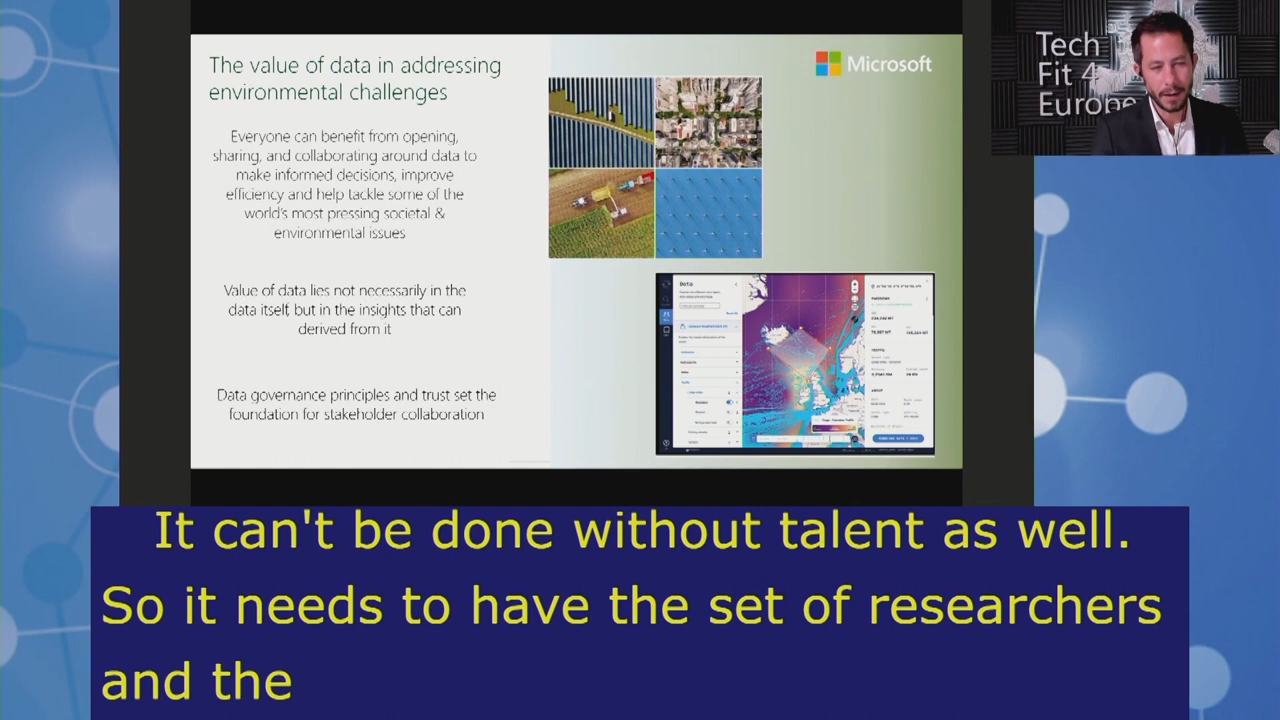 The value of data in addressing
environmental challenges
Everyone can benefit from opening,
sharing, and collaborating around data to
make informed decisions, improve
efficiency and help tackle some of the
world's most pressing societal &
environmental issues
Value of data lies not necessarily in the
data itself, but in the insights that can
derived from it
Data governance principles and trust set the
foundation for stakeholder collaboration
Microsoft
Data
Tech
Fit 4
Europe
It can't be done without talent as well.
So it needs to have the set of researchers
and the